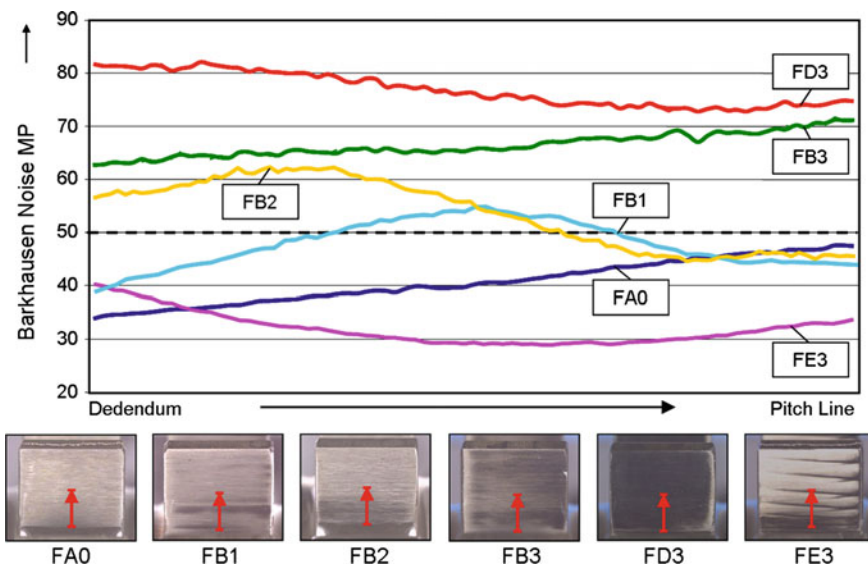 90
80
70
60
50
40
30
20
Barkhausen Noise MP
FD3
FB3
FB2
FB1
FA0
FE3
Dedendum
Pitch Line
FA0 FB1 FB2 FB3 FD3 FE3